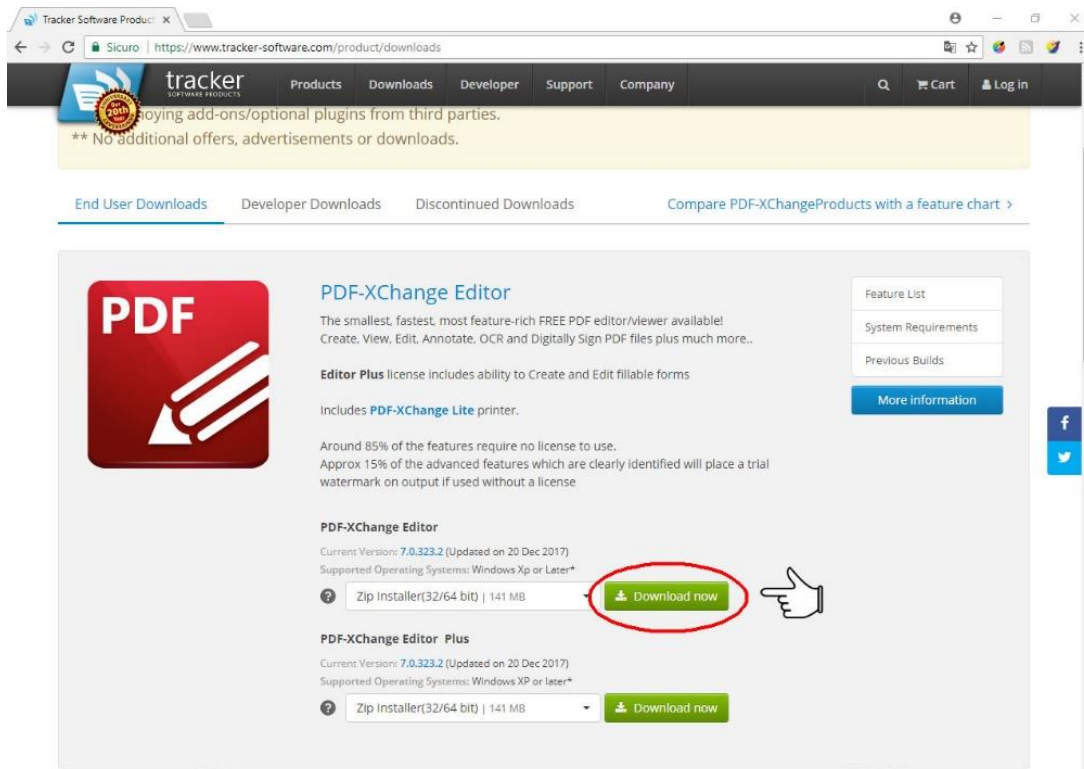 Tracker Software Produc
Sicuro https://www.tracker-software.com/product/downloads
tracker
SOFTWARE PRODUCTS
Products Downloads Developer Support Company Cart Log in
ANNIVERSARY
Our
20th
Year
oying add-ons/optional plugins from third parties.
** No additional offers, advertisements or downloads.
End User Downloads Developer Downloads Discontinued Downloads Compare PDF-XChangeProducts with a feature chart >
PDF
PDF-XChange Editor
The smallest, fastest, most feature-rich FREE PDF editor/viewer available!
Create, View, Edit, Annotate, OCR and Digitally Sign PDF files plus much more..
Editor Plus license includes ability to Create and Edit fillable forms
Includes PDF-XChange Lite printer.
Around 85% of the features require no license to use.
Approx 15% of the advanced features which are clearly identified will place a trial
watermark on output if used without a license
Feature List
System Requirements
Previous Builds
More information
f
PDF-XChange Editor
Current Version: 7.0.323.2 (Updated on 20 Dec 2017)
Supported Operating Systems: Windows Xp or Later*
? Zip Installer(32/64 bit) | 141 MB Download now
PDF-XChange Editor Plus
Current Version: 7.0.323.2 (Updated on 20 Dec 2017)
Supported Operating Systems: Windows XP or later*
? Zip Installer(32/64 bit) | 141 MB Download now